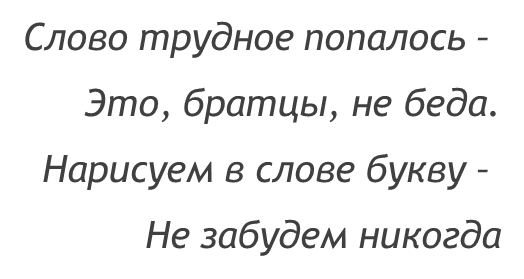 Слово трудное попалось –
Это, братцы, не беда.
Нарисуем в слове букву –
Не забудем никогда